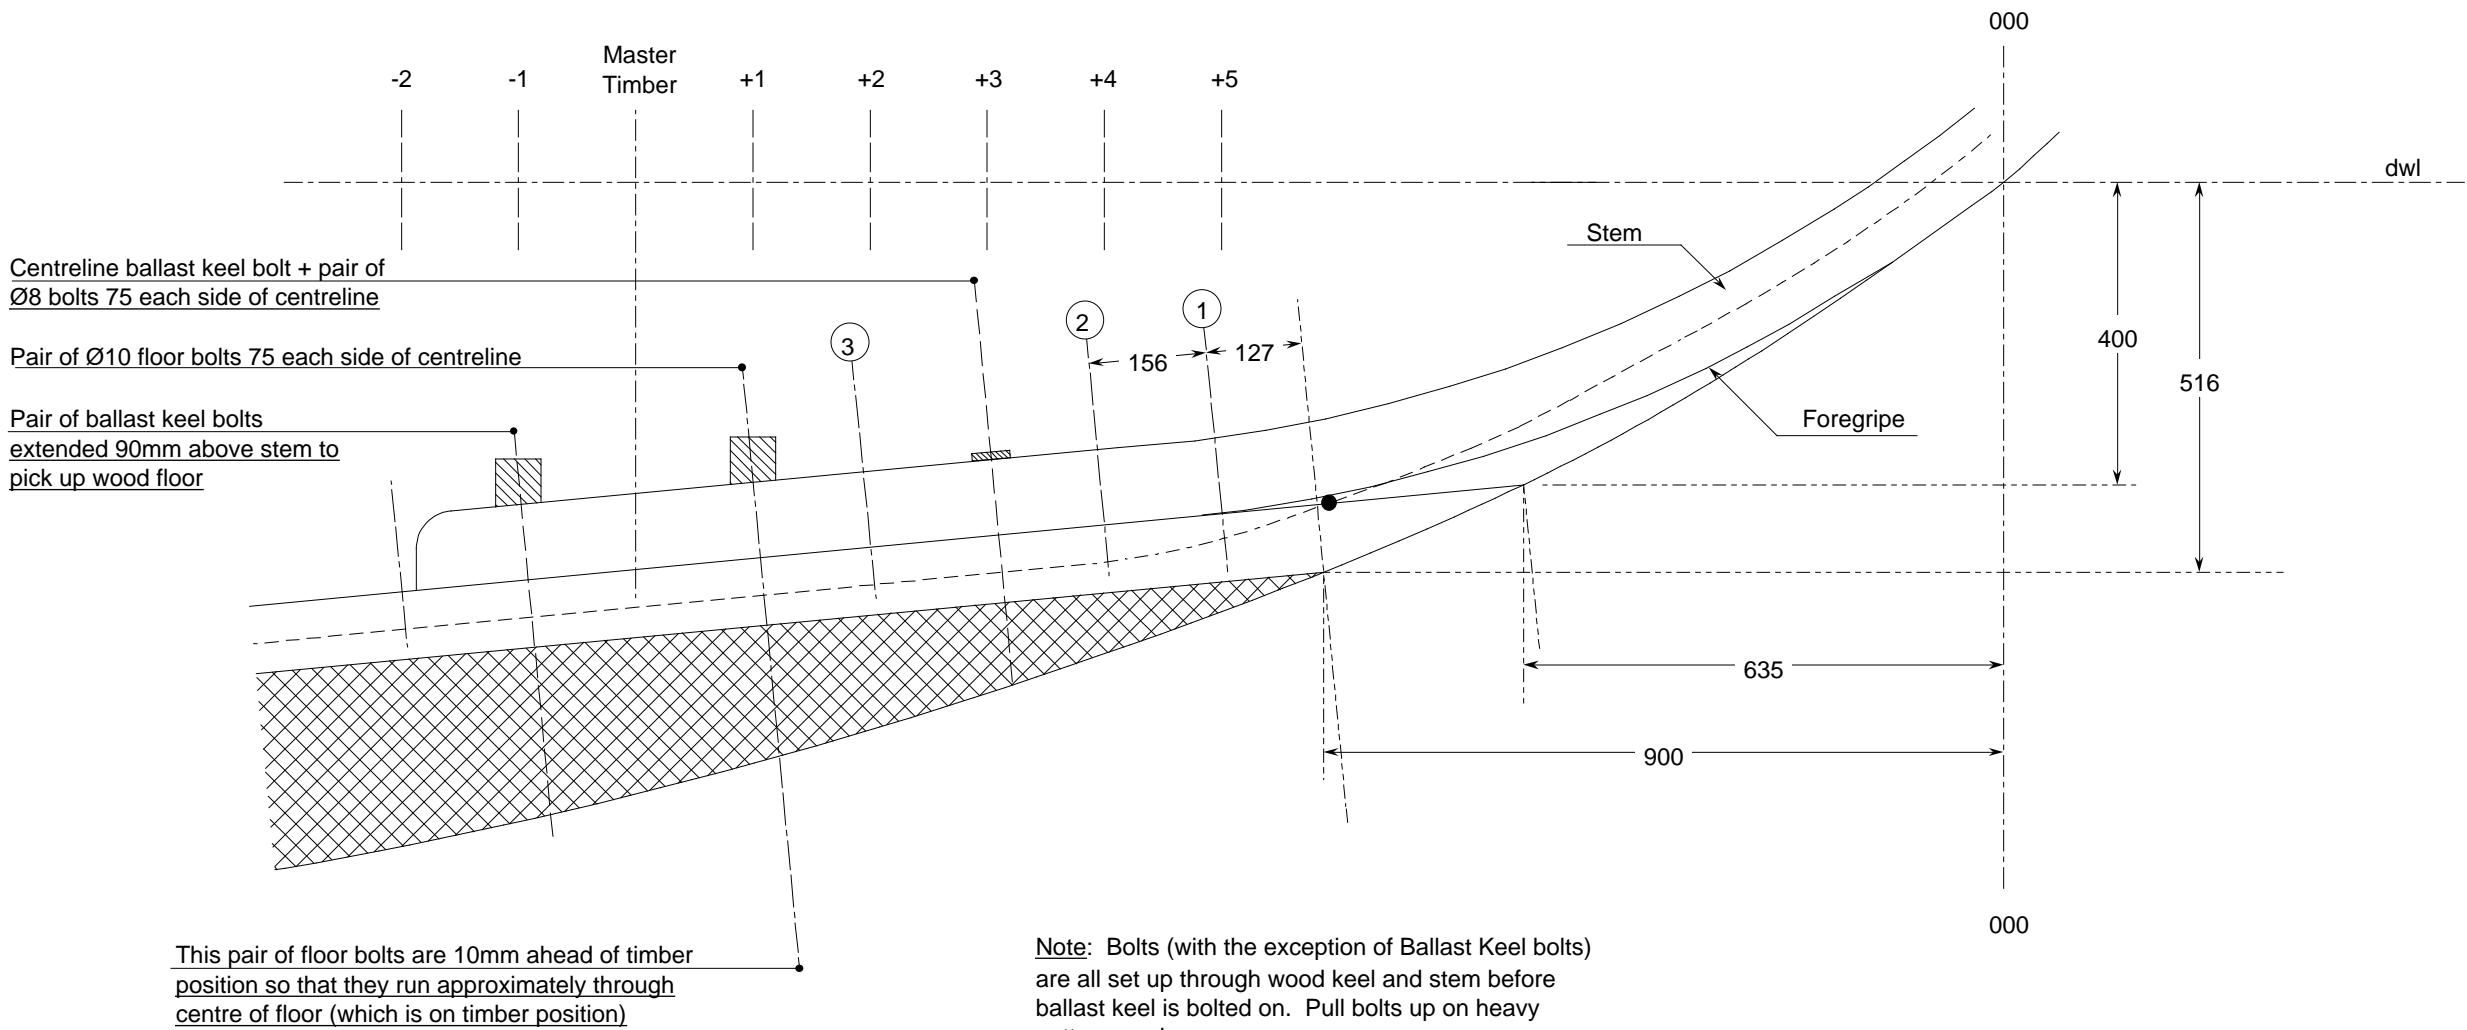 000
Master
Timber
-2 -1 +1 +2 +3 +4 +5
dwl
Stem
Centreline ballast keel bolt + pair of
Ø8 bolts 75 each side of centreline
1
2
3
156
127
400
516
Pair of Ø10 floor bolts 75 each side of centreline
Pair of ballast keel bolts
extended 90mm above stem to
pick up wood floor
Foregripe
635
900
000
This pair of floor bolts are 10mm ahead of timber
position so that they run approximately through
centre of floor (which is on timber position)
Note: Bolts (with the exception of Ballast Keel bolts)
are all set up through wood keel and stem before
ballast keel is bolted on. Pull bolts up on heavy